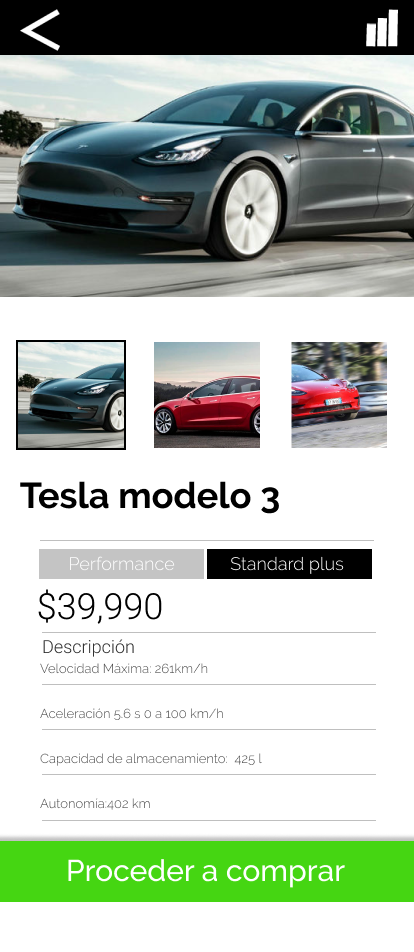 Tesla modelo 3
Performance
Standard plus
$39,990
Descripción
Velocidad Máxima: 261km/h
Aceleración 5.6 s 0 a 100 km/h
Capacidad de almacenamiento: 425 l
Autonomía:402 km
Proceder a comprar